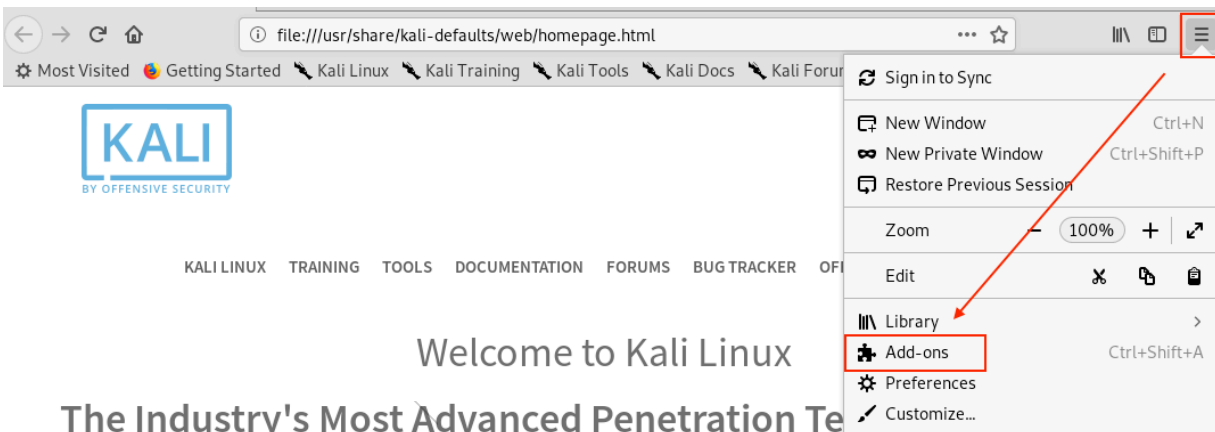 file:///usr/share/kali-defaults/web/homepage.html
Most Visited Getting Started Kali Linux Kali Training Kali Tools Kali Docs Kali Forur
Sign in to Sync
New Window Ctrl+N
New Private Window Ctrl+Shift+P
Restore Previous Session
Zoom 100%
Edit
Library
Add-ons Ctrl+Shift+A
Preferences
Customize...
KALI
BY OFFENSIVE SECURITY
KALI LINUX TRAINING TOOLS DOCUMENTATION FORUMS BUG TRACKER OFI
Welcome to Kali Linux
The Industry's Most Advanced Penetration Te